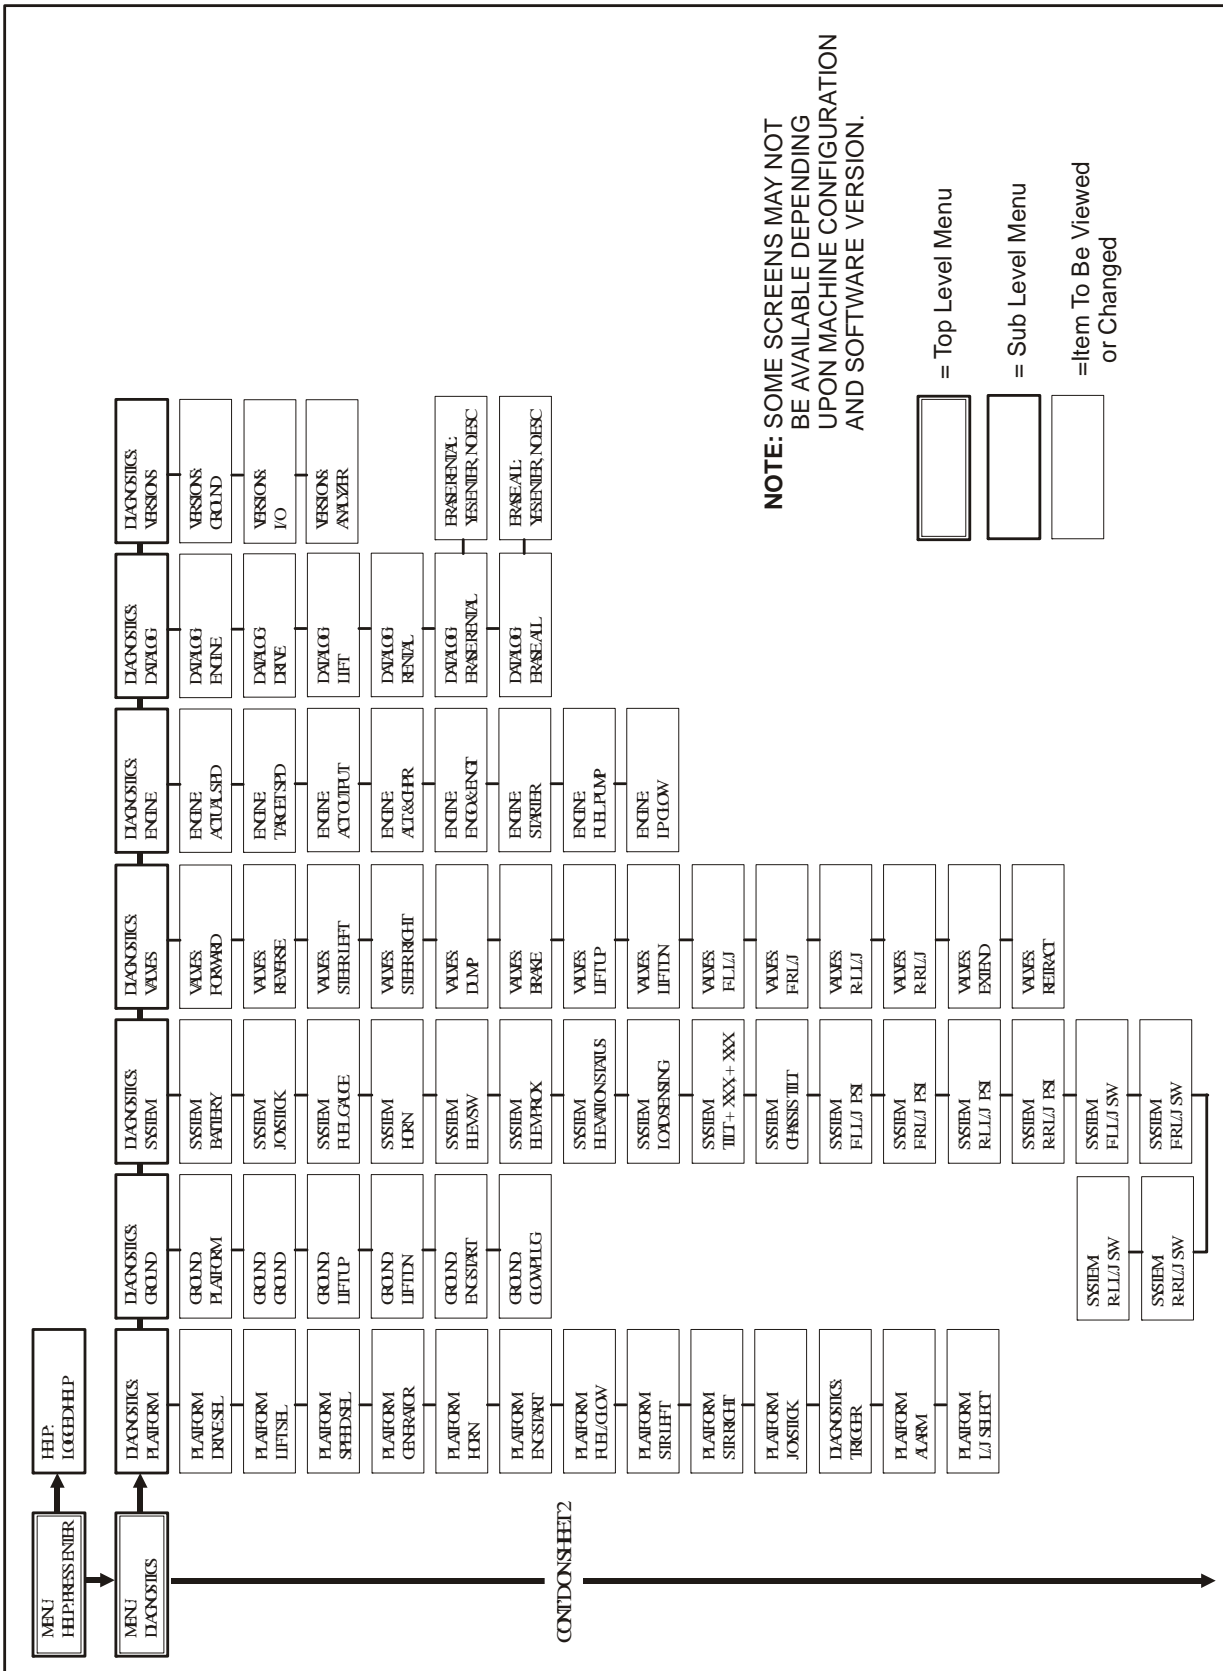 MENU:
HELP:PRESS ENTER
HELP:
LOGGED HELP
MENU:
DIAGNOSTICS
DIAGNOSTICS:
PLATFORM
PLATFORM:
DRIVE SEL
PLATFORM:
LIFT SEL
PLATFORM:
SPEED SEL
PLATFORM:
GENERATOR
PLATFORM:
HORN
PLATFORM:
ENG START
PLATFORM:
FUEL / GLOW
PLATFORM:
STR LEFT
PLATFORM:
STR RIGHT
PLATFORM:
JOYSTICK
DIAGNOSTICS:
TRIGGER
PLATFORM:
ALARM
PLATFORM:
L/J SELECT
DIAGNOSTICS:
GROUND
GROUND:
PLATFORM
GROUND:
GROUND
GROUND:
LIFT UP
GROUND:
LIFT DN
GROUND:
ENG START
GROUND:
GLOW PLUG
DIAGNOSTICS:
SYSTEM
SYSTEM:
BATTERY
SYSTEM:
JOYSTICK
SYSTEM:
FUEL GAUGE
SYSTEM:
HORN
SYSTEM:
ELEV SW
SYSTEM:
ELEV PROX
SYSTEM:
ELEVATION STATUS
SYSTEM:
LOAD SENSING
SYSTEM:
TILT + XXX + XXX
SYSTEM:
CHASSIS TILT
SYSTEM:
F-L L/J PSI
SYSTEM:
F-R L/J PSI
SYSTEM:
R-L L/J PSI
SYSTEM:
R-R L/J PSI
SYSTEM:
F-L L/J SW
SYSTEM:
F-R L/J SW
SYSTEM:
R-L L/J SW
SYSTEM:
R-R L/J SW
DIAGNOSTICS:
VALVES
VALVES:
FORWARD
VALVES:
REVERSE
VALVES:
STEER LEFT
VALVES:
STEER RIGHT
VALVES:
DUMP
VALVES:
BRAKE
VALVES:
LIFT UP
VALVES:
LIFT DN
VALVES:
F-L L/J
VALVES:
F-R L/J
VALVES:
R-L L/J
VALVES:
R-R L/J
VALVES:
EXTEND
VALVES:
RETRACT
DIAGNOSTICS:
ENGINE
ENGINE:
ACTUAL SPD
ENGINE:
TARGET SPD
ENGINE:
ACT OUTPUT
ENGINE:
ALT & CHPR
ENGINE:
ENG O & ENG T
ENGINE:
STARTER
ENGINE:
FUEL PUMP
ENGINE:
LP GLOW
DIAGNOSTICS:
DATALOG
DATALOG:
ENGINE
DATALOG:
DRIVE
DATALOG:
LIFT
DATALOG:
RENTAL
DATALOG:
ERASE RENTAL
DATALOG:
ERASE ALL
ERASE RENTAL:
YES:ENTER, NO:ESC
ERASE ALL:
YES:ENTER, NO:ESC
DIAGNOSTICS:
VERSIONS
VERSIONS:
GROUND
VERSIONS:
I/O
VERSIONS:
ANALYZER
CONT'D ON SHEET 2
NOTE: SOME SCREENS MAY NOT
BE AVAILABLE DEPENDING
UPON MACHINE CONFIGURATION
AND SOFTWARE VERSION.
= Top Level Menu
= Sub Level Menu
=Item To Be Viewed
or Changed